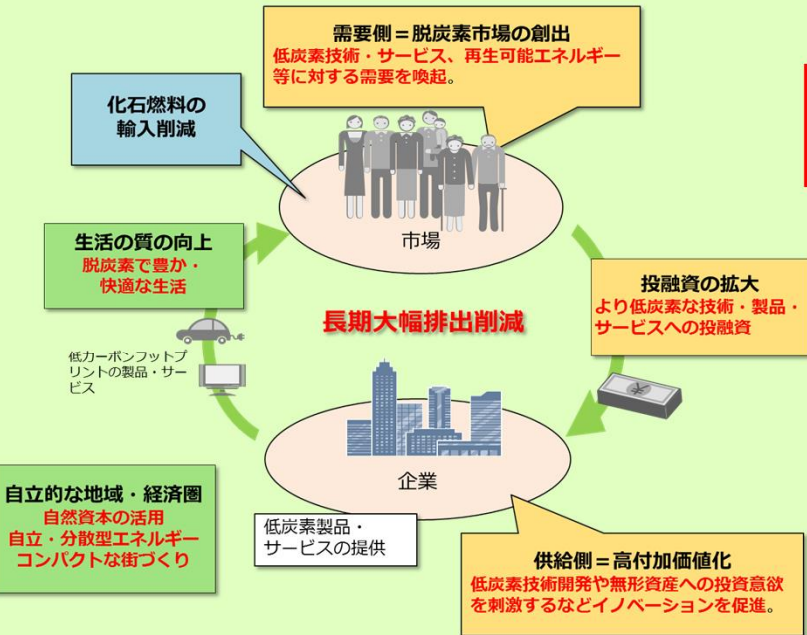 需要側＝脱炭素市場の創出
低炭素技術・サービス、再生可能エネルギー
等に対する需要を喚起。
化石燃料の
輸入削減
市場
生活の質の向上
脱炭素で豊か・
快適な生活
投融資の拡大
より低炭素な技術・製品・
サービスへの投融資
長期大幅排出削減
低カーボンフットプ
リントの製品・サー
ビス
¥
企業
自立的な地域・経済圏
自然資本の活用
自立・分散型エネルギー
コンパクトな街づくり
低炭素製品・
サービスの提供
供給側＝高付加価値化
低炭素技術開発や無形資産への投資意欲
を刺激するなどイノベーションを促進。